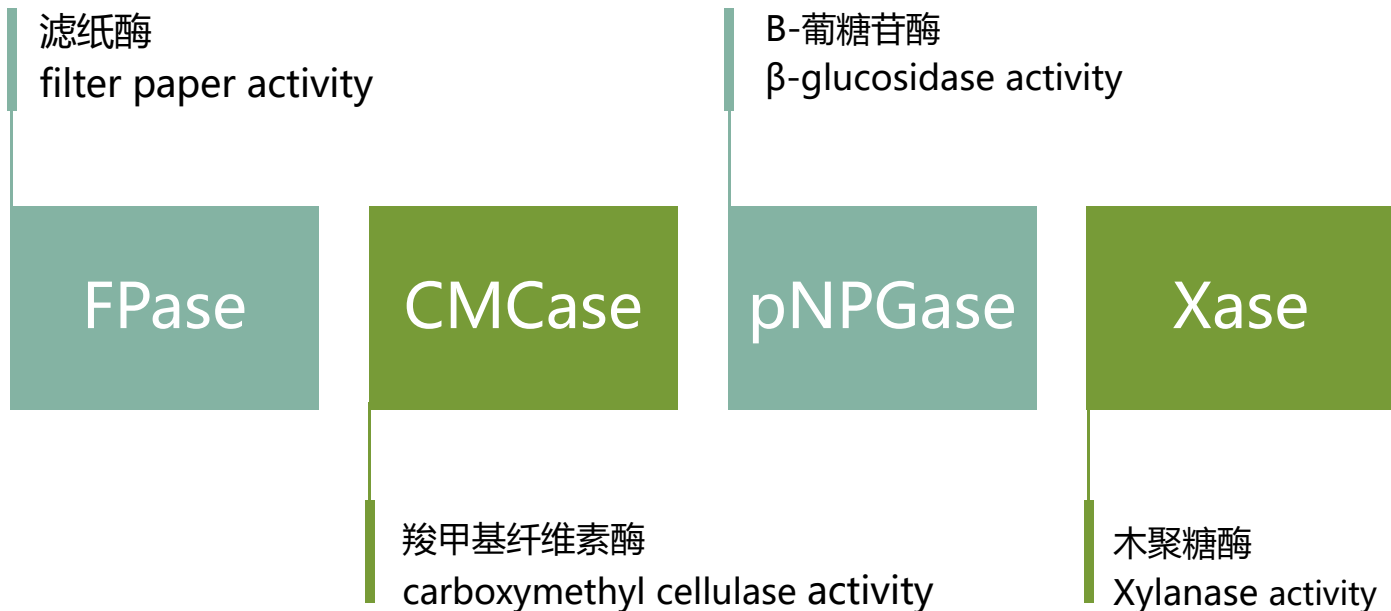 滤纸酶
filter paper activity
B-葡糖苷酶
β-glucosidase activity
FPase
CMCase
pNPGase
Xase
羧甲基纤维素酶
carboxymethyl cellulase activity
木聚糖酶
Xylanase activity